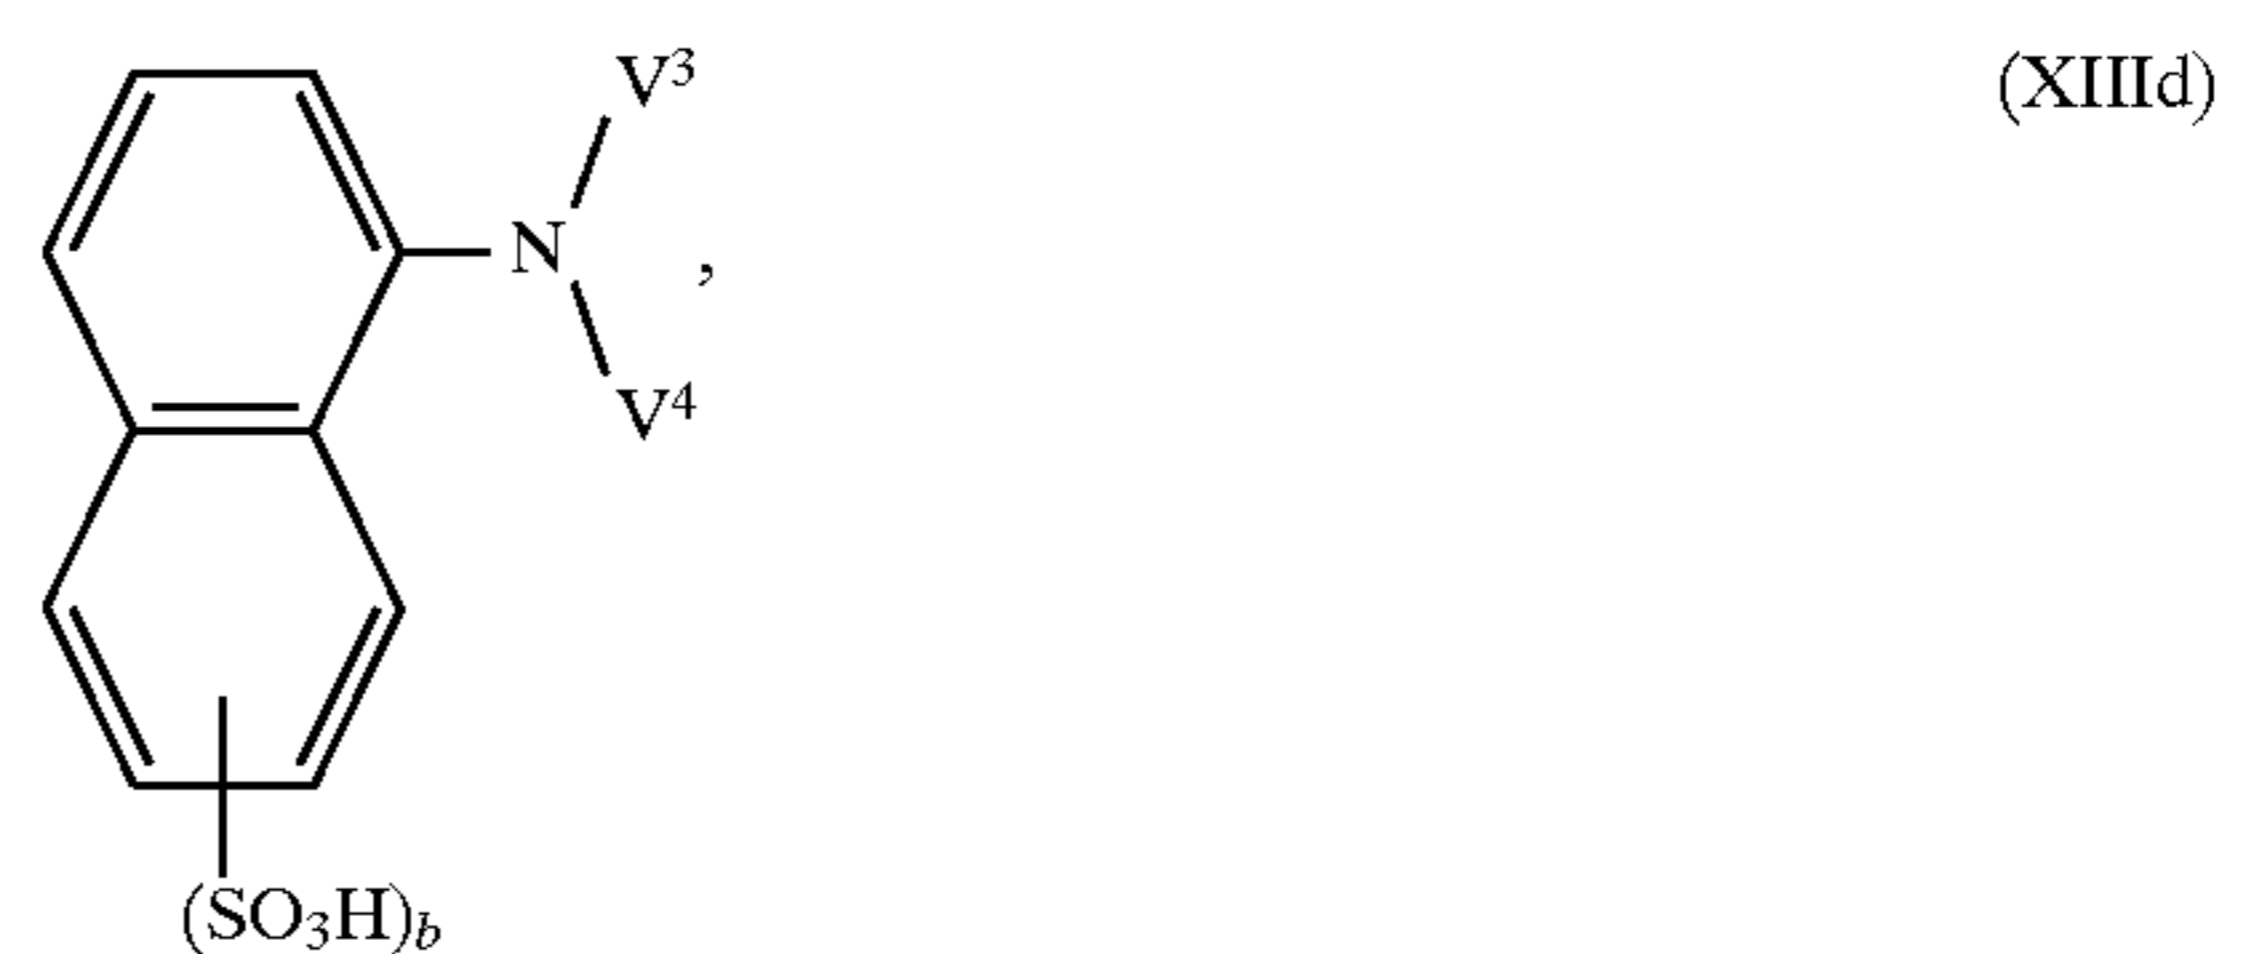 V³ (XIIId)
N ,
V⁴
(SO₃H)b